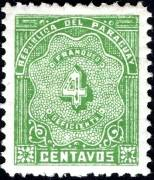 REPUBLICA DEL PARAGUAY
FRANQUEO
4
DEFICIENTE
CENTAVOS